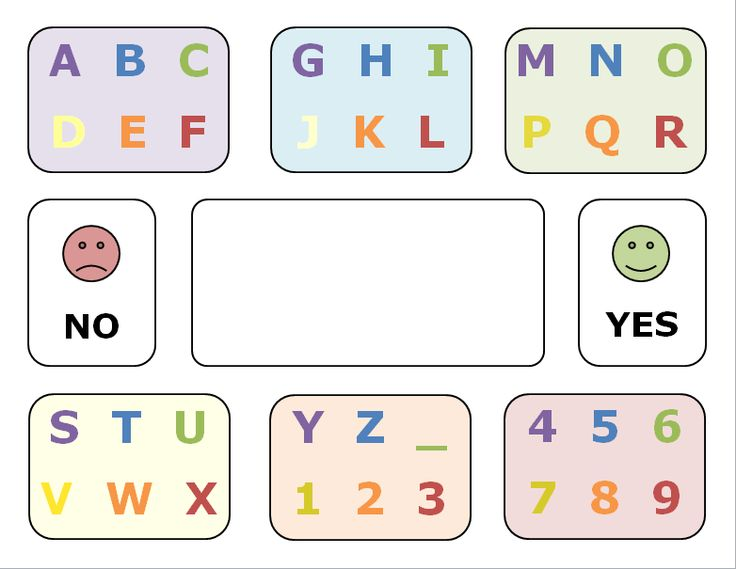 A B C
D E F
G H I
J K L
M N O
P Q R
NO
YES
S T U
V W X
Y Z _
1 2 3
4 5 6
7 8 9